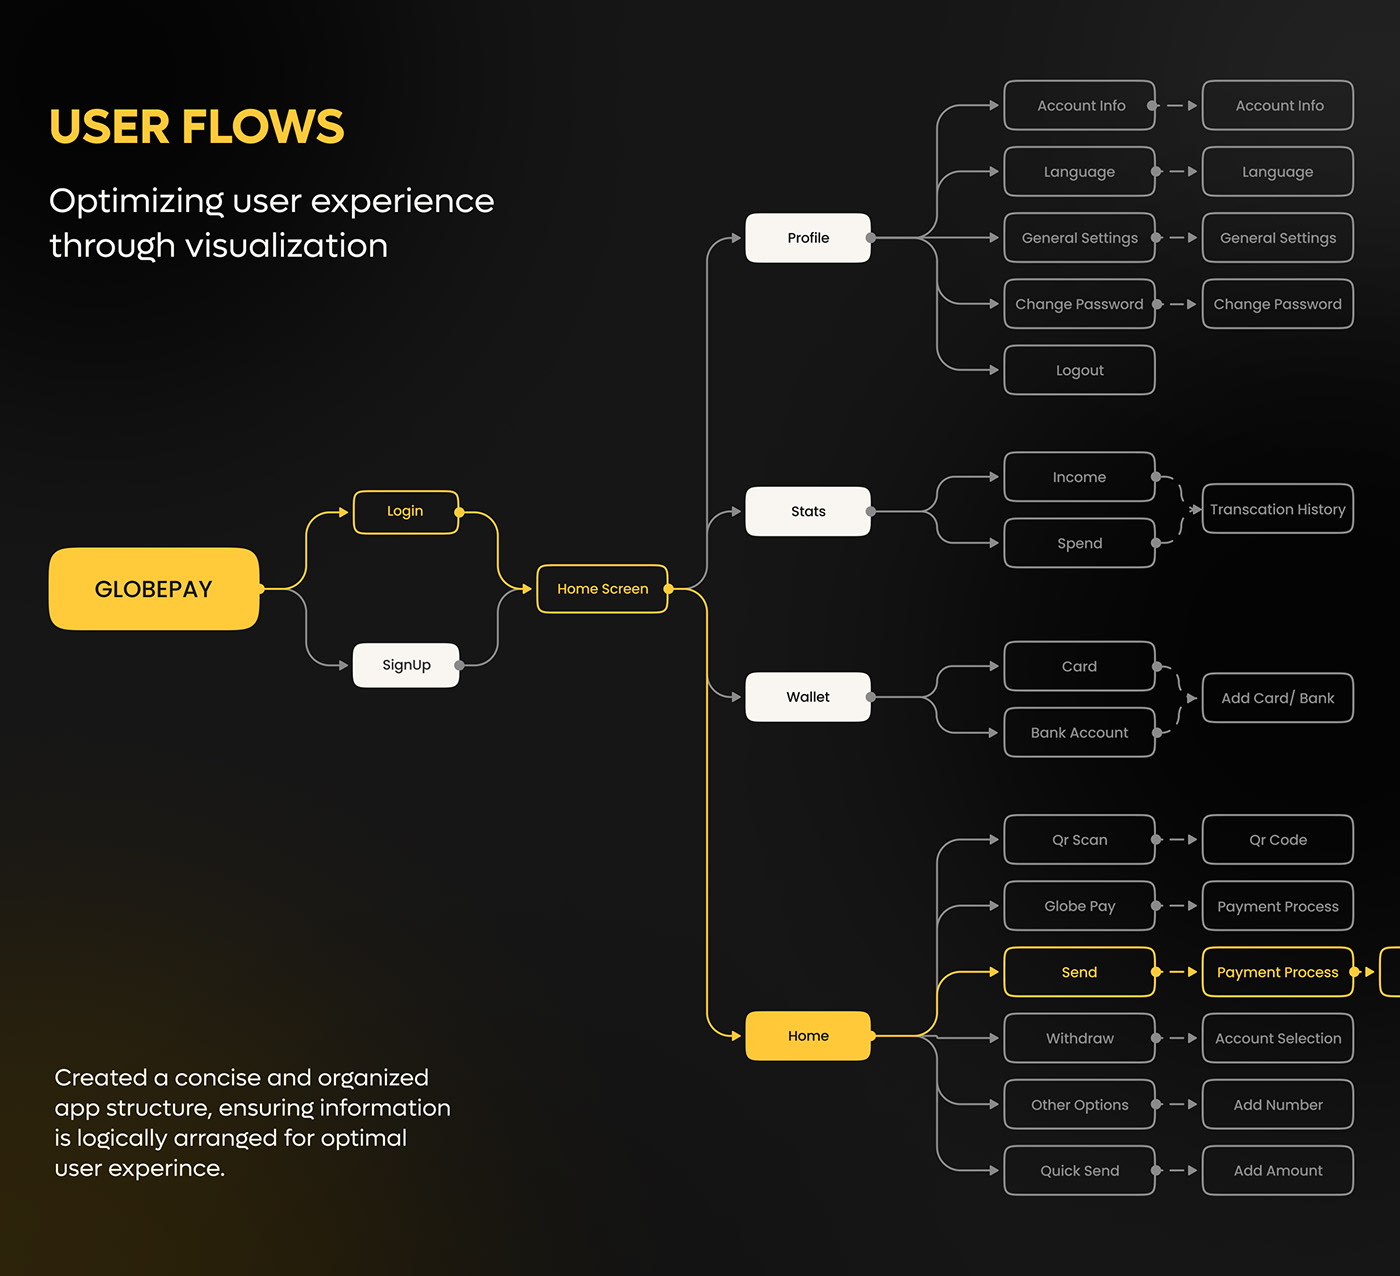 USER FLOWS
Optimizing user experience
through visualization
GLOBEPAY
Login
SignUp
Home Screen
Profile
Account Info
Account Info
Language
Language
General Settings
General Settings
Change Password
Change Password
Logout
Stats
Income
Spend
Transcation History
Wallet
Card
Bank Account
Add Card/ Bank
Home
Qr Scan
Qr Code
Globe Pay
Payment Process
Send
Payment Process
Withdraw
Account Selection
Other Options
Add Number
Quick Send
Add Amount
Created a concise and organized
app structure, ensuring information
is logically arranged for optimal
user experince.